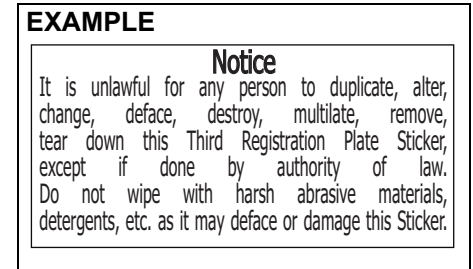 EXAMPLE
Notice
It is unlawful for any person to duplicate, alter,
change, deface, destroy, multilate, remove,
tear down this Third Registration Plate Sticker,
except if done by authority of law.
Do not wipe with harsh abrasive materials,
detergents, etc. as it may deface or damage this Sticker.